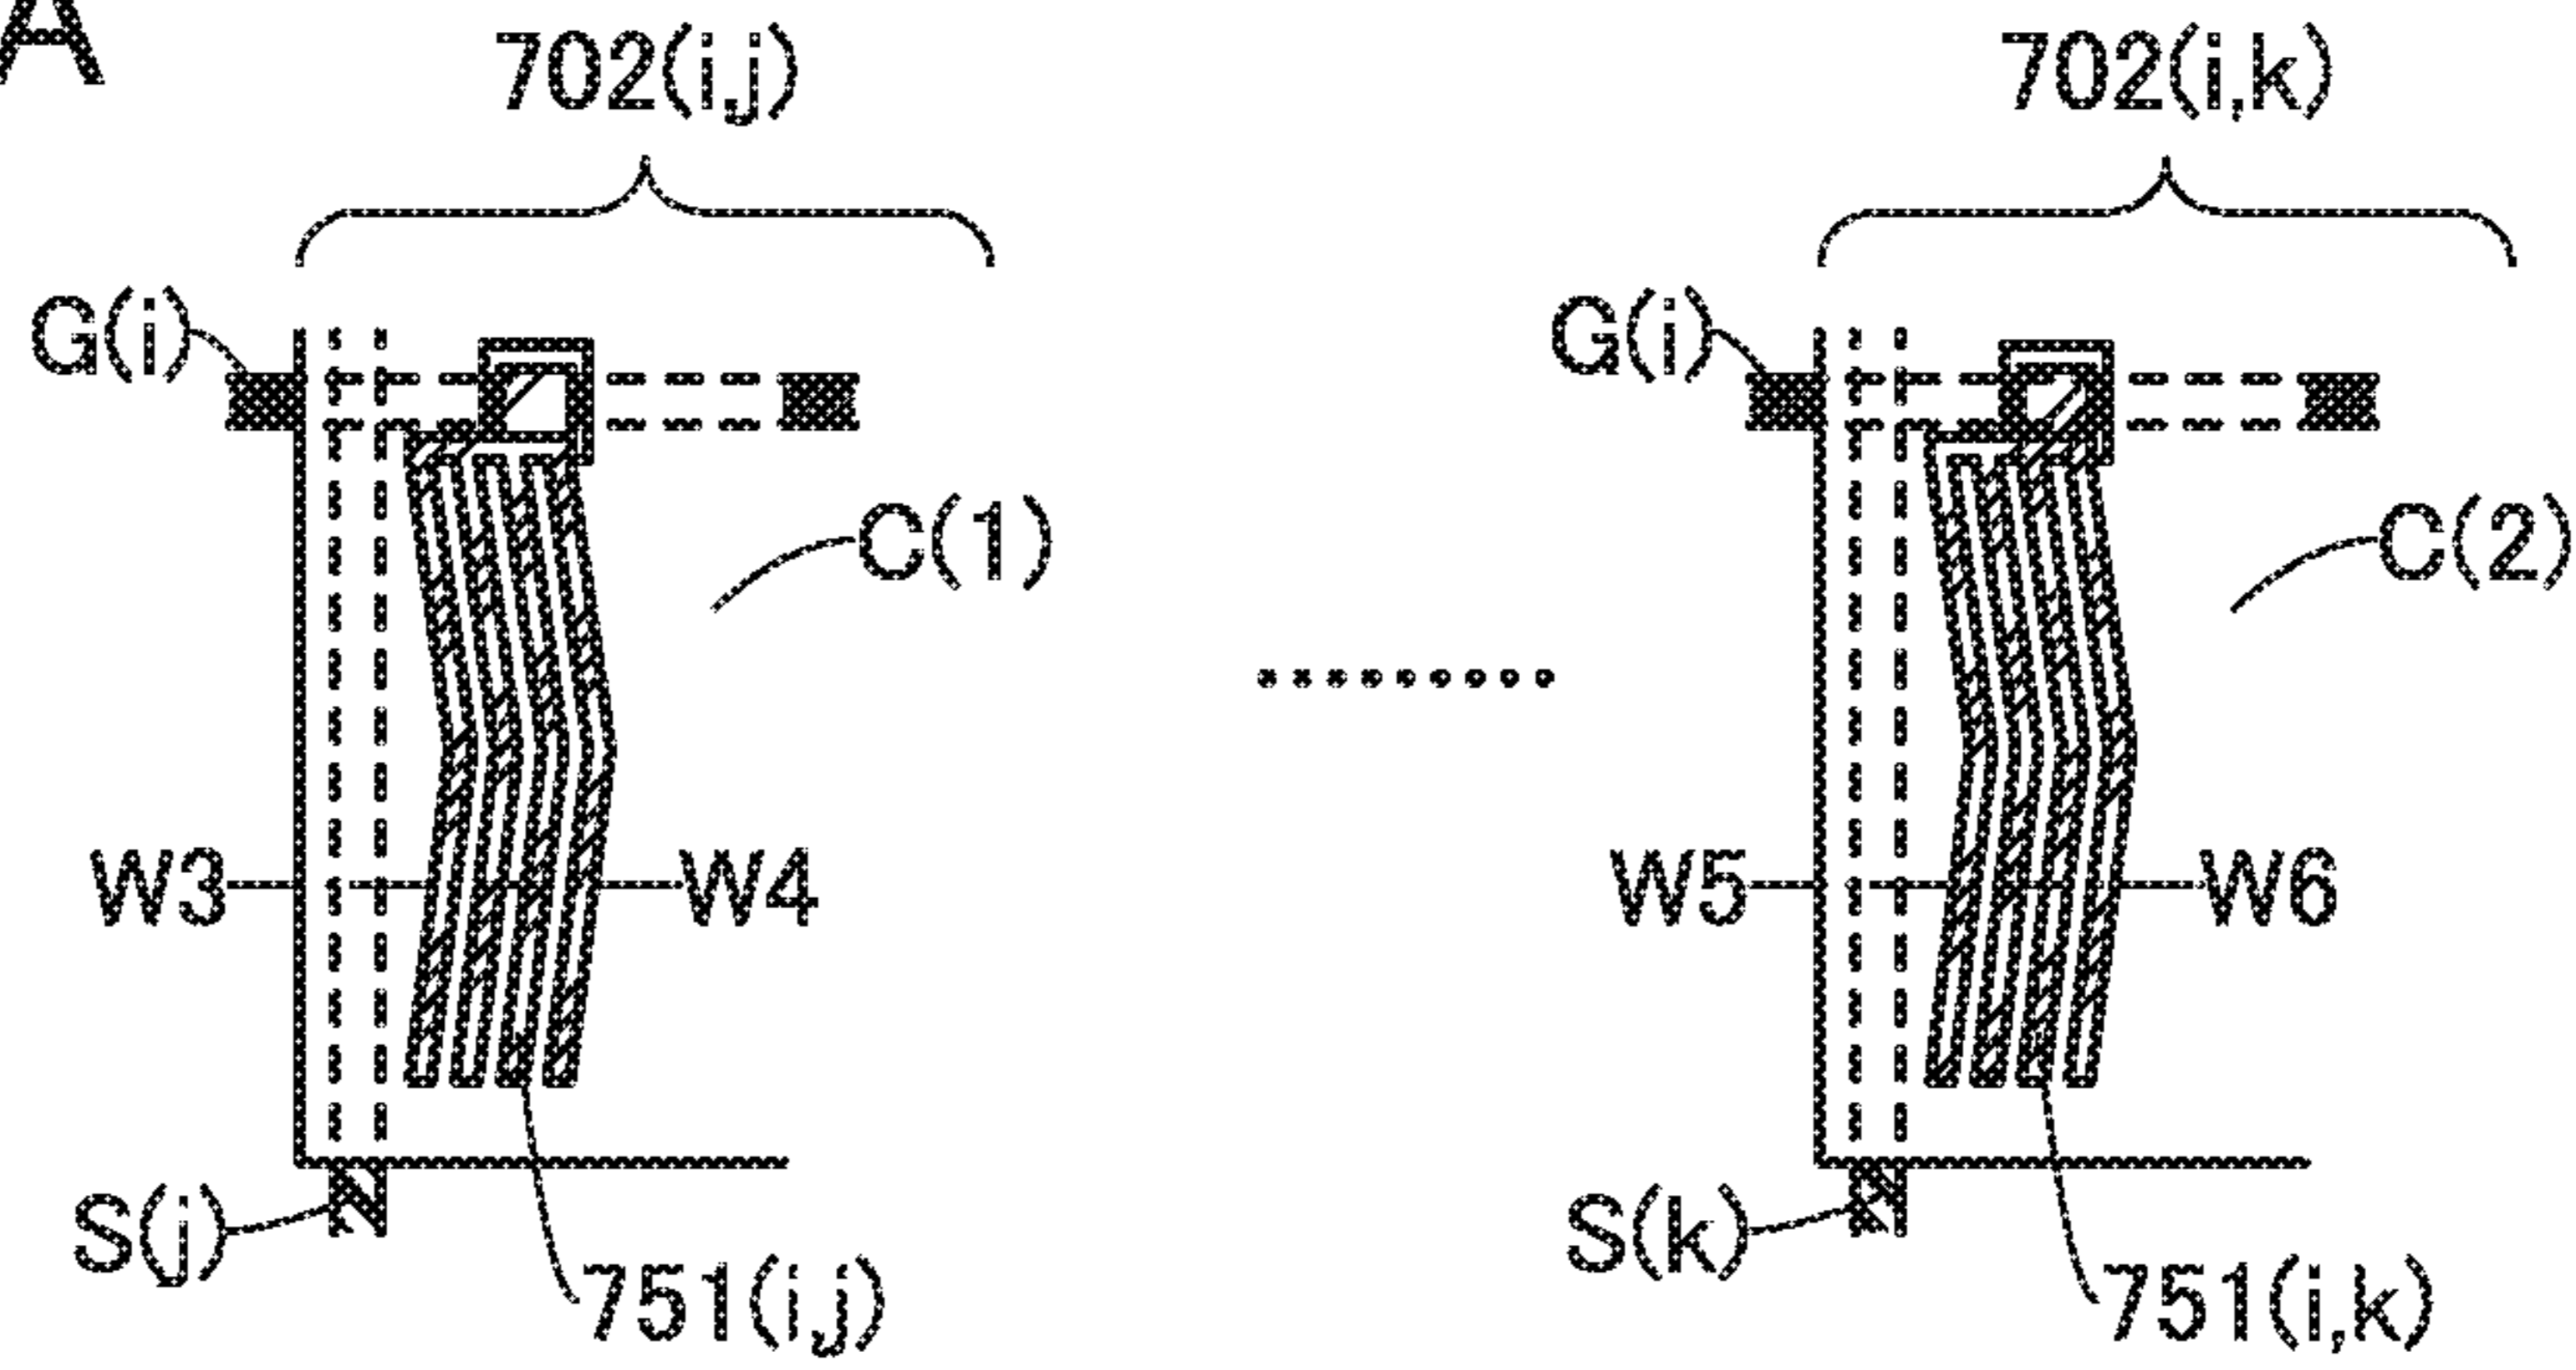 A
702(i,j) 702(i,k)
G(i) G(i)
C(1) C(2)
W3 W4 W5 W6
S(j) S(k)
751(i,j) 751(i,k)